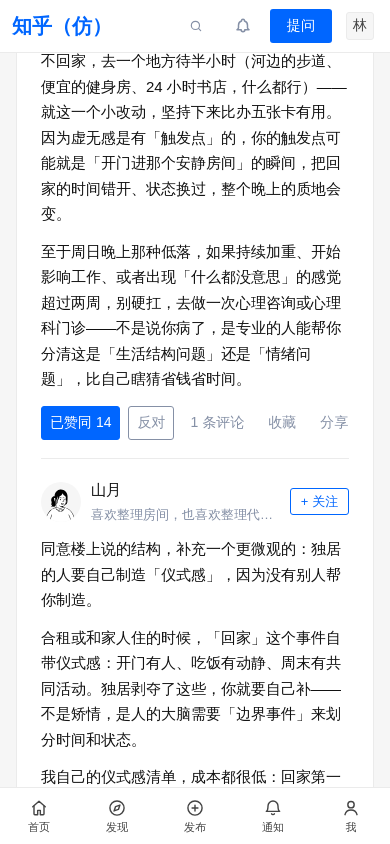 知乎（仿）
提问
林
不回家，去一个地方待半小时（河边的步道、
便宜的健身房、24 小时书店，什么都行）——
就这一个小改动，坚持下来比办五张卡有用。
因为虚无感是有「触发点」的，你的触发点可
能就是「开门进那个安静房间」的瞬间，把回
家的时间错开、状态换过，整个晚上的质地会
变。
至于周日晚上那种低落，如果持续加重、开始
影响工作、或者出现「什么都没意思」的感觉
超过两周，别硬扛，去做一次心理咨询或心理
科门诊——不是说你病了，是专业的人能帮你
分清这是「生活结构问题」还是「情绪问
题」，比自己瞎猜省钱省时间。
已赞同 14
反对
1 条评论
收藏
分享
山月
喜欢整理房间，也喜欢整理代…
+ 关注
同意楼上说的结构，补充一个更微观的：独居
的人要自己制造「仪式感」，因为没有别人帮
你制造。
合租或和家人住的时候，「回家」这个事件自
带仪式感：开门有人、吃饭有动静、周末有共
同活动。独居剥夺了这些，你就要自己补——
不是矫情，是人的大脑需要「边界事件」来划
分时间和状态。
我自己的仪式感清单，成本都很低：回家第一
首页
发现
发布
通知
我